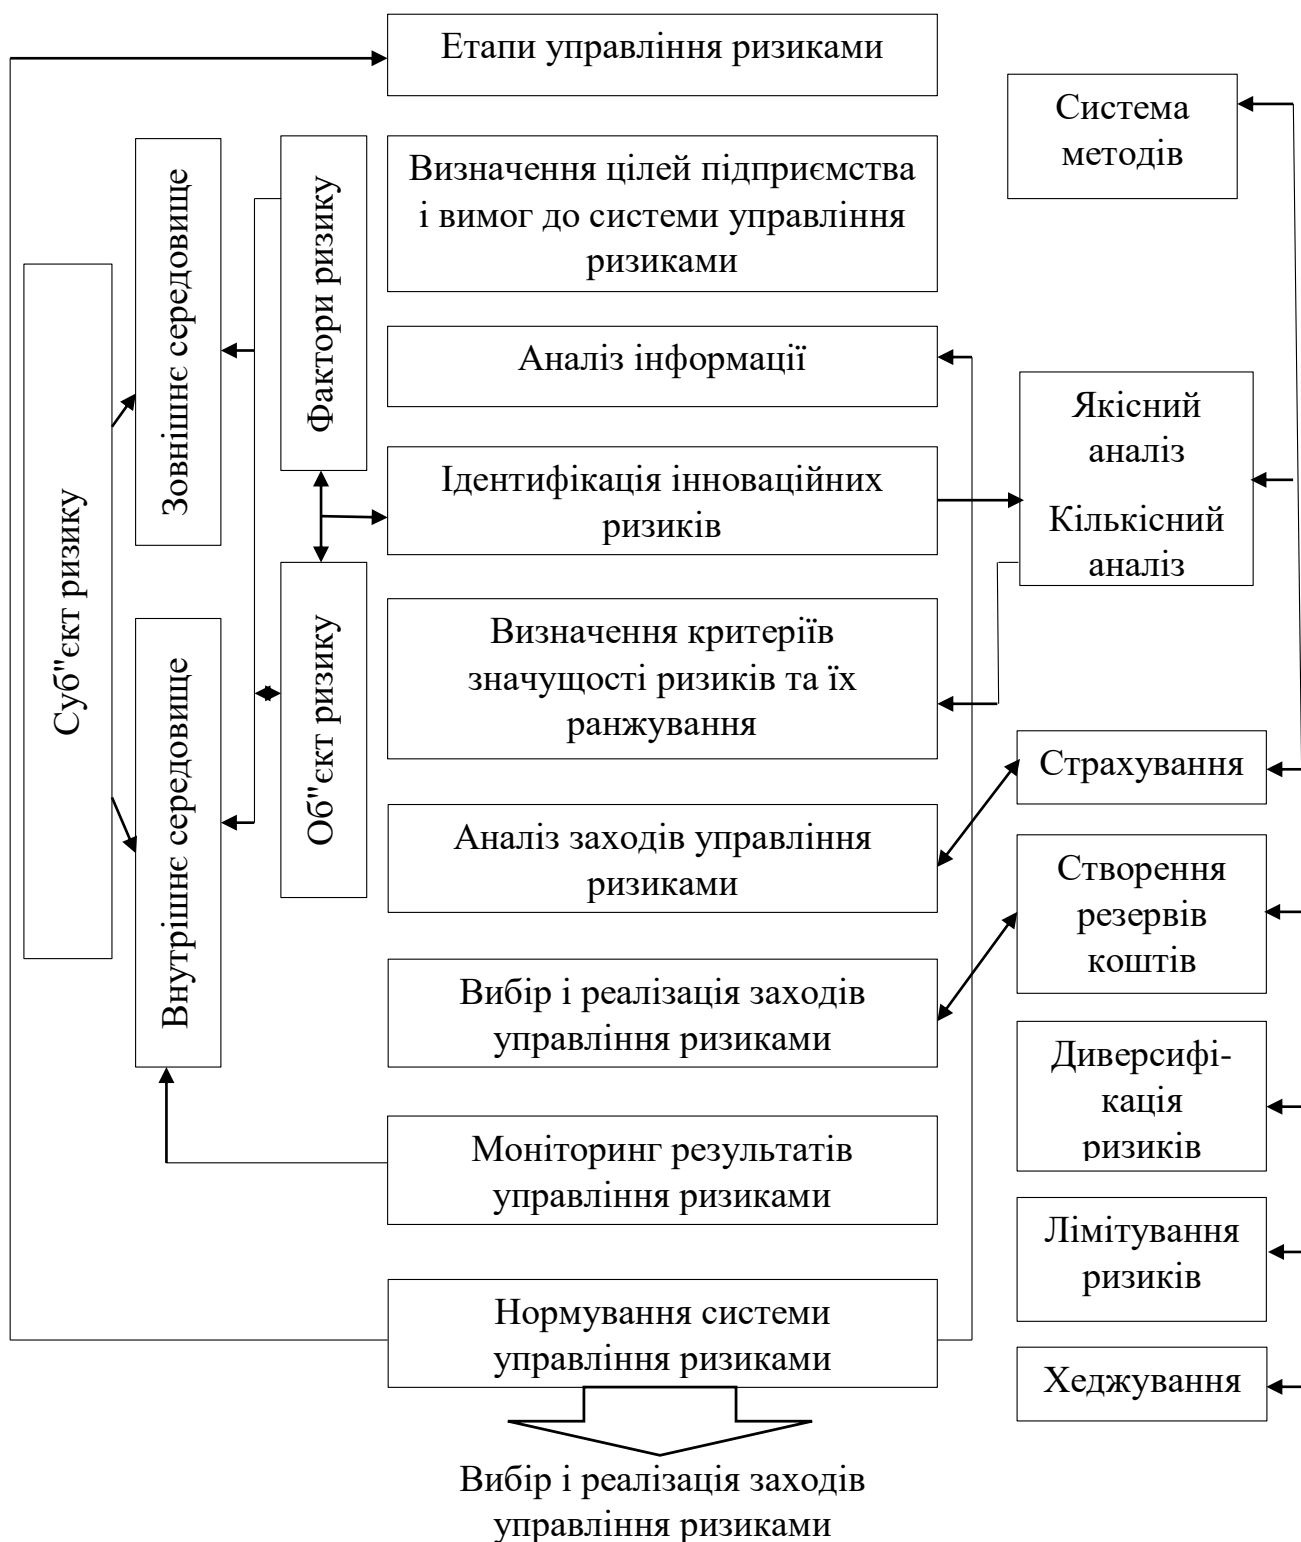 Етапи управління ризиками
Система
методів
Визначення цілей підприємства
і вимог до системи управління
ризиками
Суб"єкт ризику
Зовнішнє середовище
Внутрішнє середовище
Фактори ризику
Об"єкт ризику
Аналіз інформації
Ідентифікація інноваційних
ризиків
Якісний
аналіз
Кількісний
аналіз
Визначення критеріїв
значущості ризиків та їх
ранжування
Аналіз заходів управління
ризиками
Вибір і реалізація заходів
управління ризиками
Моніторинг результатів
управління ризиками
Нормування системи
управління ризиками
Страхування
Створення
резервів
коштів
Диверсифі-
кація
ризиків
Лімітування
ризиків
Хеджування
Вибір і реалізація заходів
управління ризиками